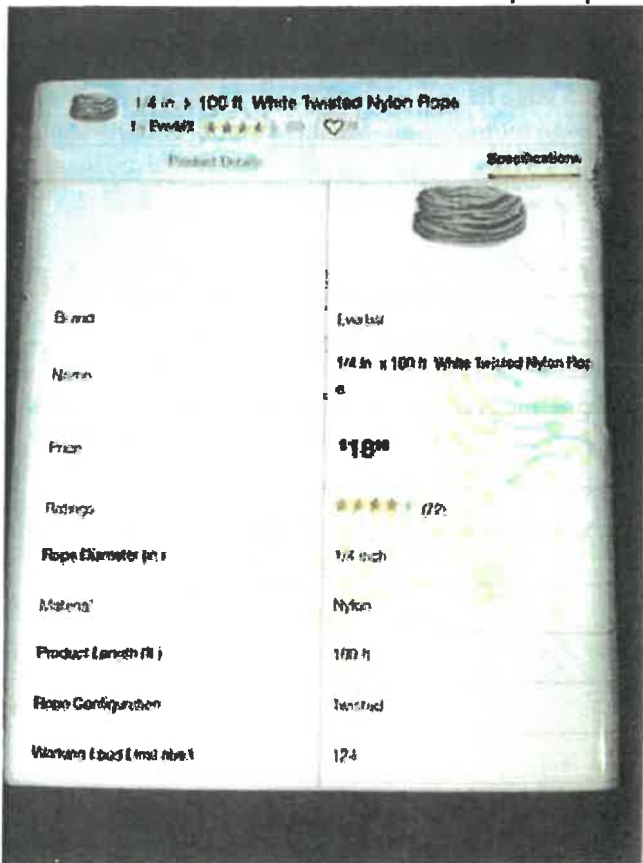 1/4 in. x 100 ft. White Twisted Nylon Rope
Everbilt
Product Details
Specifications
Brand
Everbilt
Name
1/4 in. x 100 ft. White Twisted Nylon Rop
e
Price
Ratings
Rope Diameter (in.)
1/4 inch
Material
Nylon
Product Length (ft.)
100 ft
Rope Configuration
Twisted
Working Load Limit (lbs.)
124